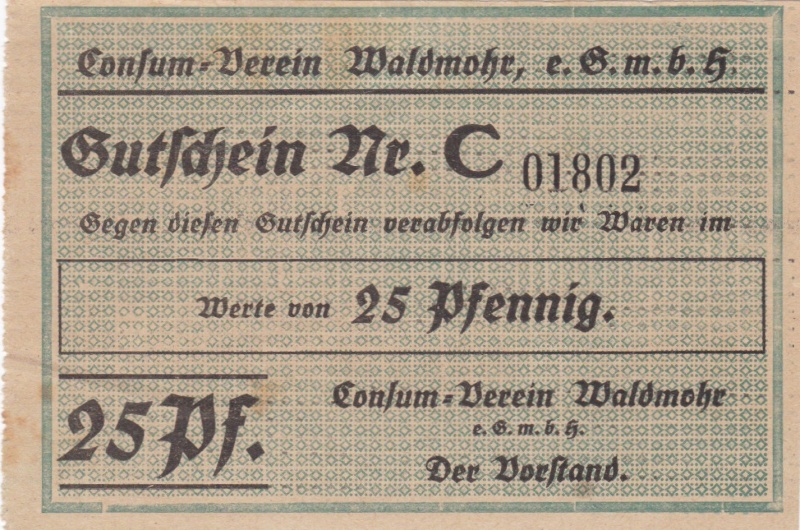 Consum-Verein Waldmohr, e. G. m. b. H.
Gutschein Nr. C 01802
Gegen diesen Gutschein verabfolgen wir Waren im
Werte von 25 Pfennig.
25 Pf.
Consum-Verein Waldmohr
e. G. m. b. H.
Der Vorstand.